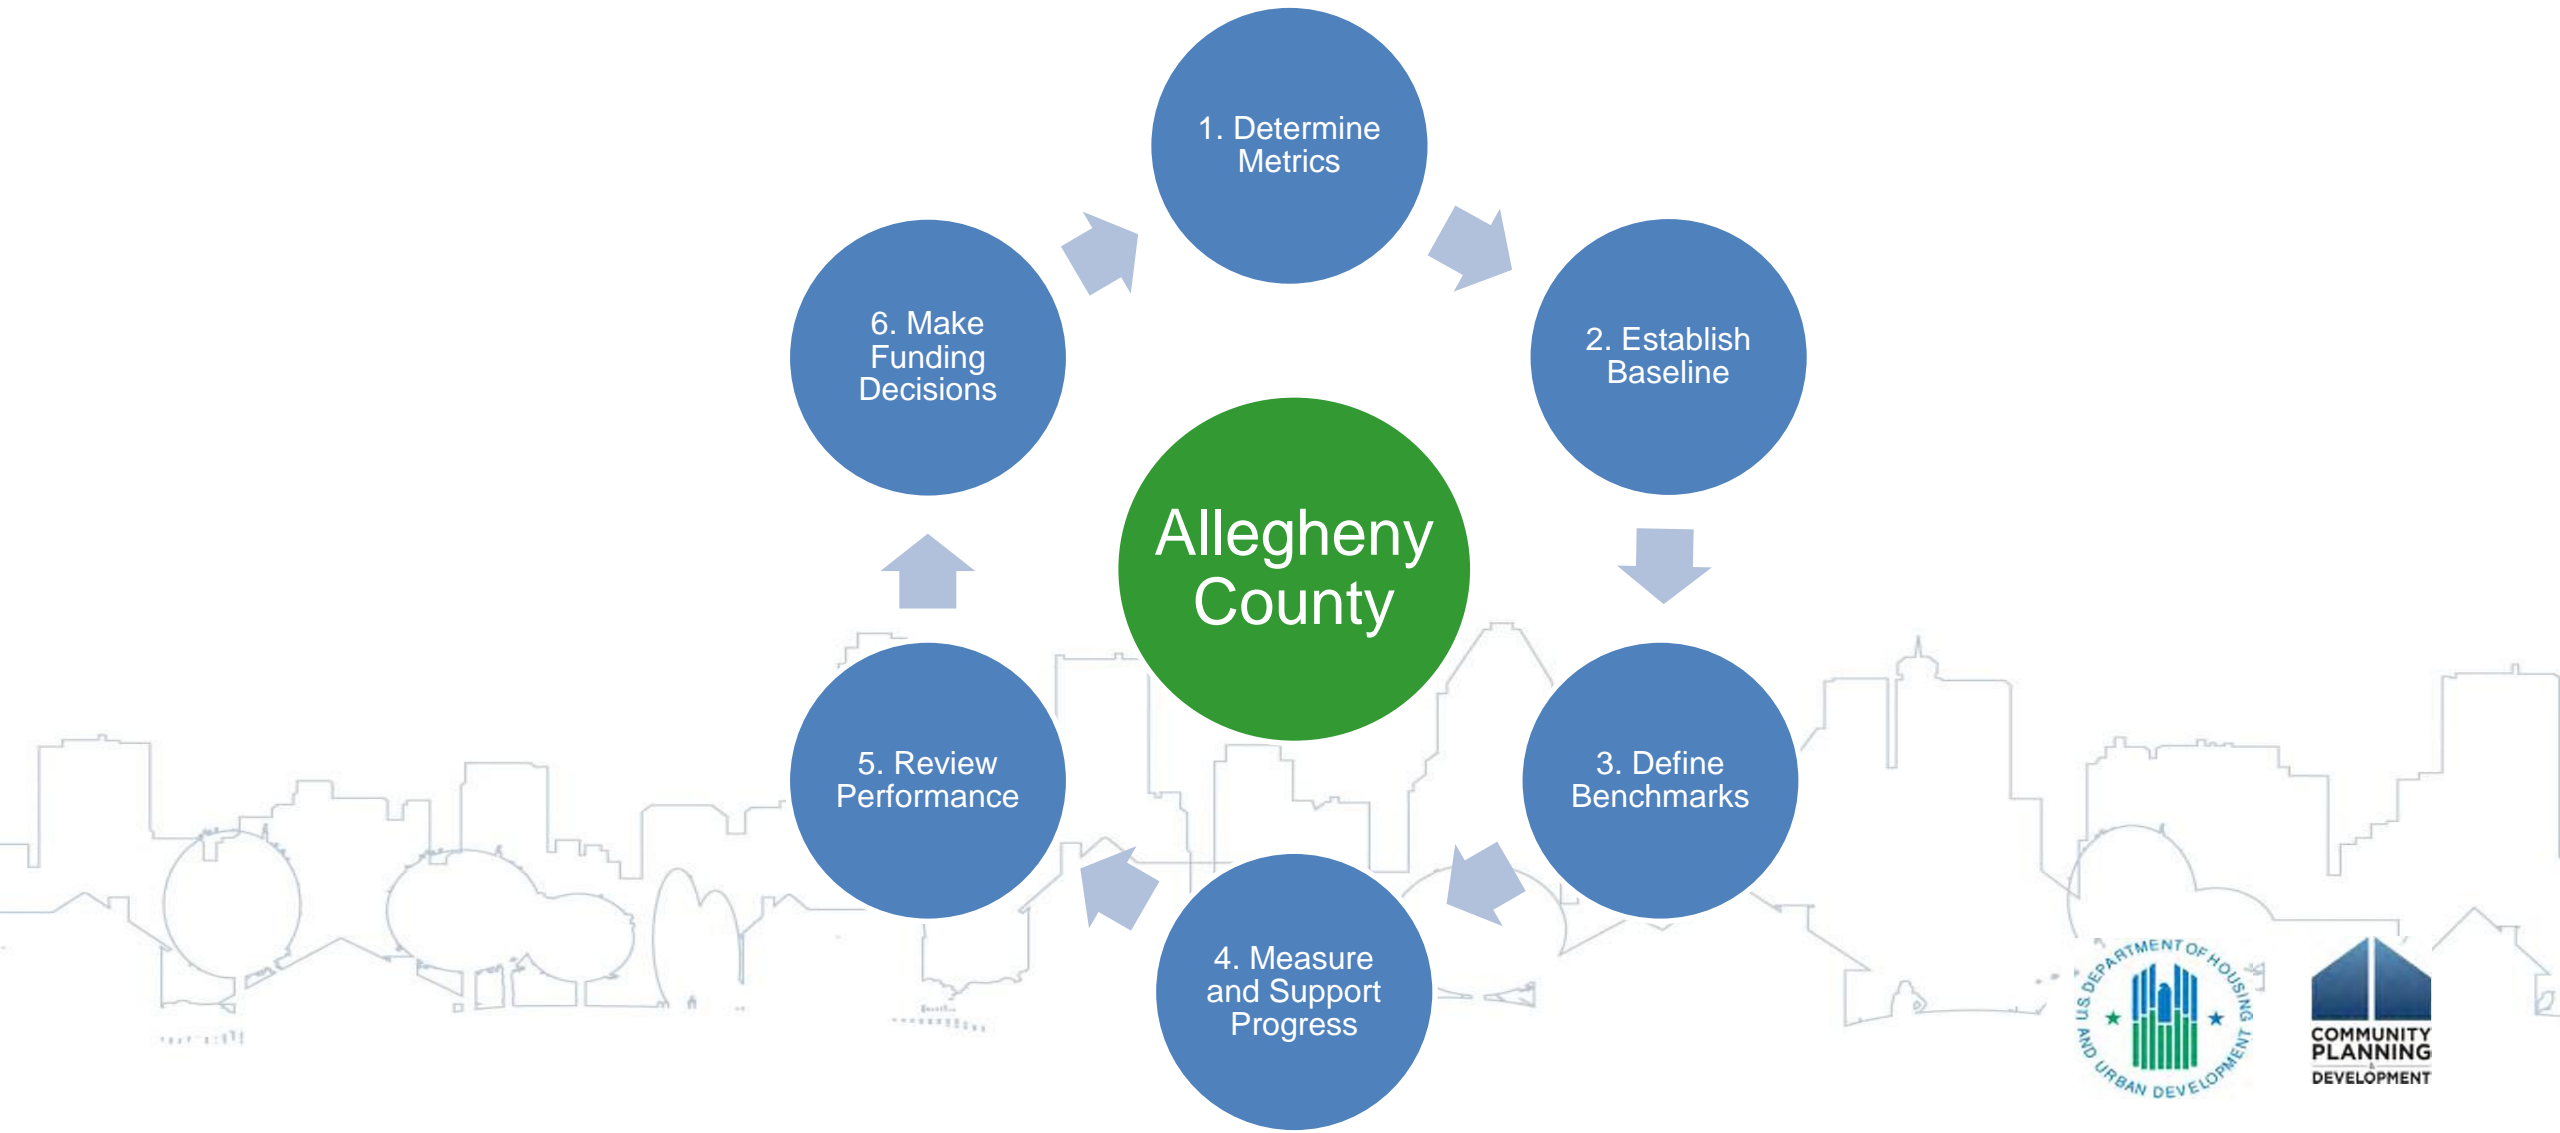 1. Determine
Metrics
2. Establish
Baseline
3. Define
Benchmarks
4. Measure
and Support
Progress
5. Review
Performance
6. Make
Funding
Decisions
Allegheny
County
U.S. DEPARTMENT OF HOUSING
AND URBAN DEVELOPMENT
COMMUNITY
PLANNING
&
DEVELOPMENT